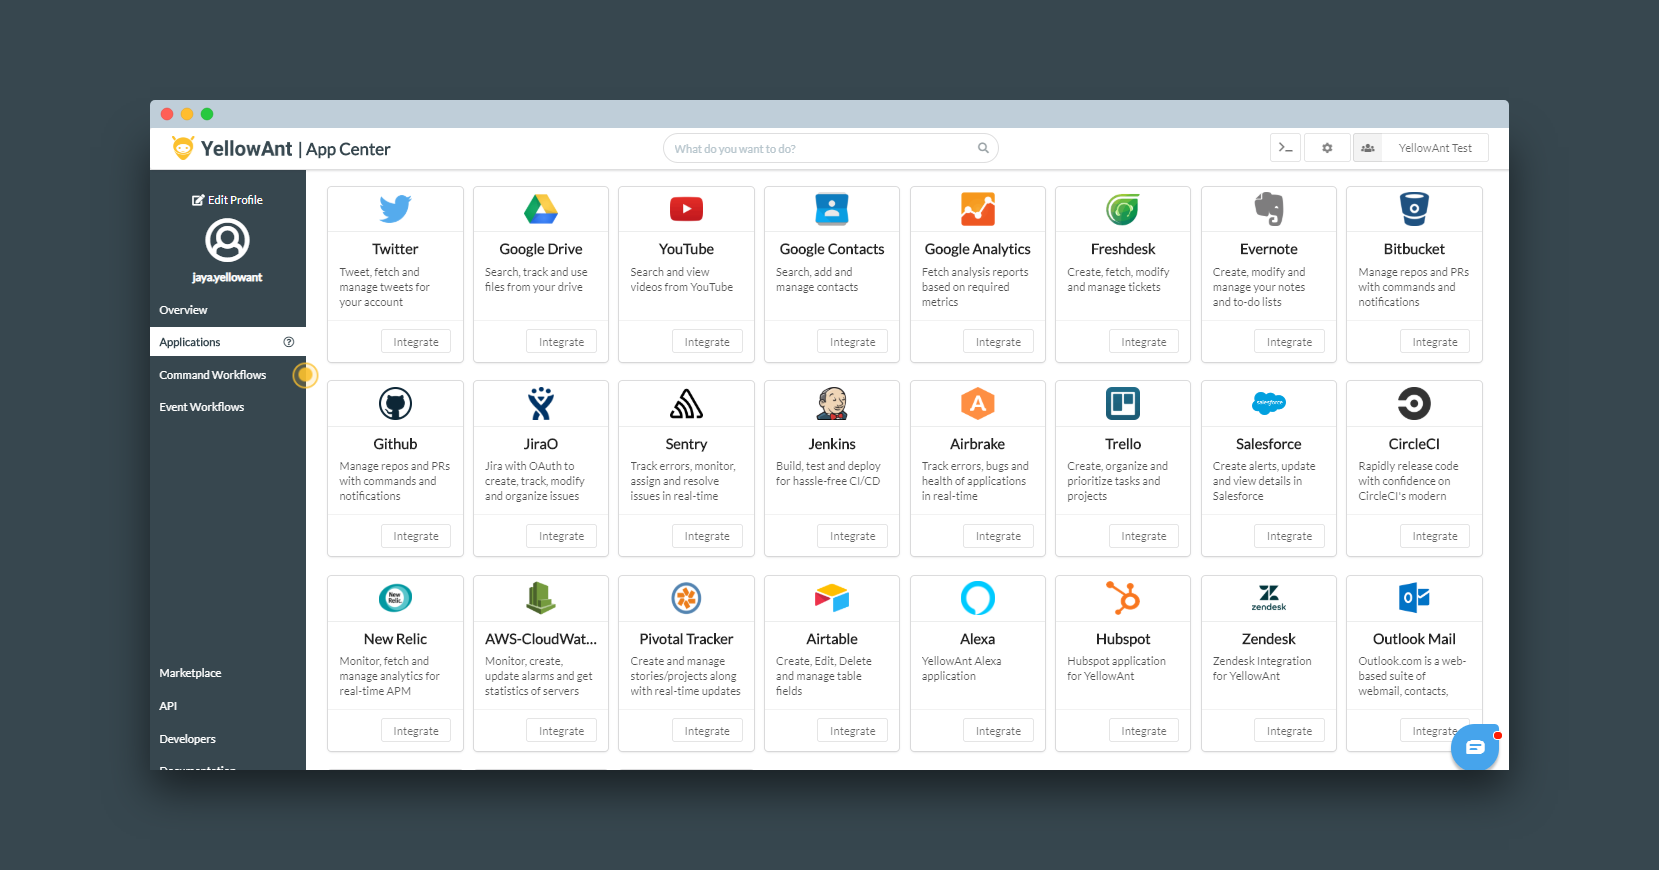 YellowAnt | App Center
What do you want to do?
YellowAnt Test
Edit Profile
jaya.yellowant
Overview
Applications
Command Workflows
Event Workflows
Marketplace
API
Developers
Documentation
Twitter
Tweet, fetch and
manage tweets for
your account
Integrate
Google Drive
Search, track and use
files from your drive
Integrate
YouTube
Search and view
videos from YouTube
Integrate
Google Contacts
Search, add and
manage contacts
Integrate
Google Analytics
Fetch analysis reports
based on required
metrics
Integrate
Freshdesk
Create, fetch, modify
and manage tickets
Integrate
Evernote
Create, modify and
manage your notes
and to-do lists
Integrate
Bitbucket
Manage repos and PRs
with commands and
notifications
Integrate
Github
Manage repos and PRs
with commands and
notifications
Integrate
JiraO
Jira with OAuth to
create, track, modify
and organize issues
Integrate
Sentry
Track errors, monitor,
assign and resolve
issues in real-time
Integrate
Jenkins
Build, test and deploy
for hassle-free CI/CD
Integrate
Airbrake
Track errors, bugs and
health of applications
in real-time
Integrate
Trello
Create, organize and
prioritize tasks and
projects
Integrate
salesforce
Salesforce
Create alerts, update
and view details in
Salesforce
Integrate
CircleCI
Rapidly release code
with confidence on
CircleCI's modern
Integrate
New
Relic.
New Relic
Monitor, fetch and
manage analytics for
real-time APM
Integrate
AWS-CloudWat...
Monitor, create,
update alarms and get
statistics of servers
Integrate
Pivotal Tracker
Create and manage
stories/projects along
with real-time updates
Integrate
Airtable
Create, Edit, Delete
and manage table
fields
Integrate
Alexa
YellowAnt Alexa
application
Integrate
Hubspot
Hubspot application
for YellowAnt
Integrate
zendesk
Zendesk
Zendesk Integration
for YellowAnt
Integrate
Outlook Mail
Outlook.com is a web-
based suite of
webmail, contacts,
Integrate